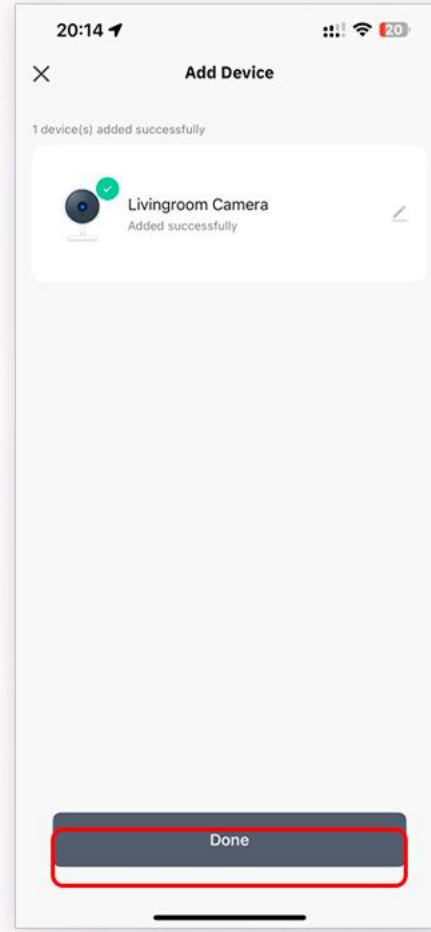 20:14
20
Add Device
1 device(s) added successfully
Livingroom Camera
Added successfully
Done